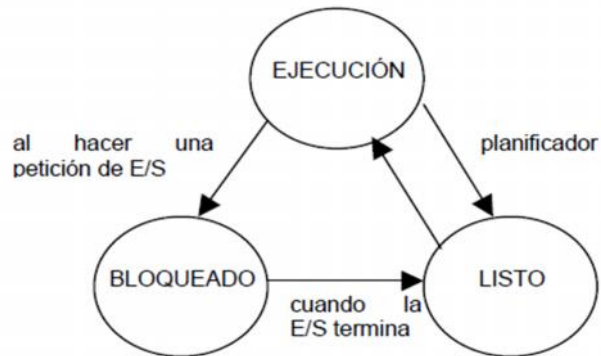 EJECUCIÓN
al hacer una
petición de E/S
planificador
BLOQUEADO
LISTO
cuando la
E/S termina